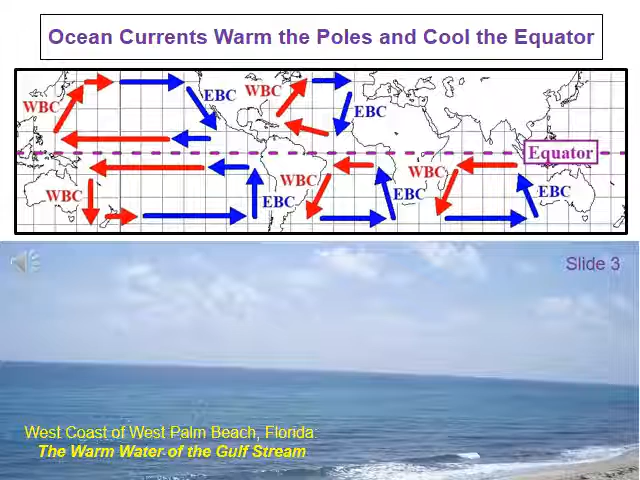 Ocean Currents Warm the Poles and Cool the Equator
WBC
EBC
WBC
EBC
Equator
WBC
EBC
WBC
EBC
WBC
EBC
Slide 3
West Coast of West Palm Beach, Florida:
The Warm Water of the Gulf Stream